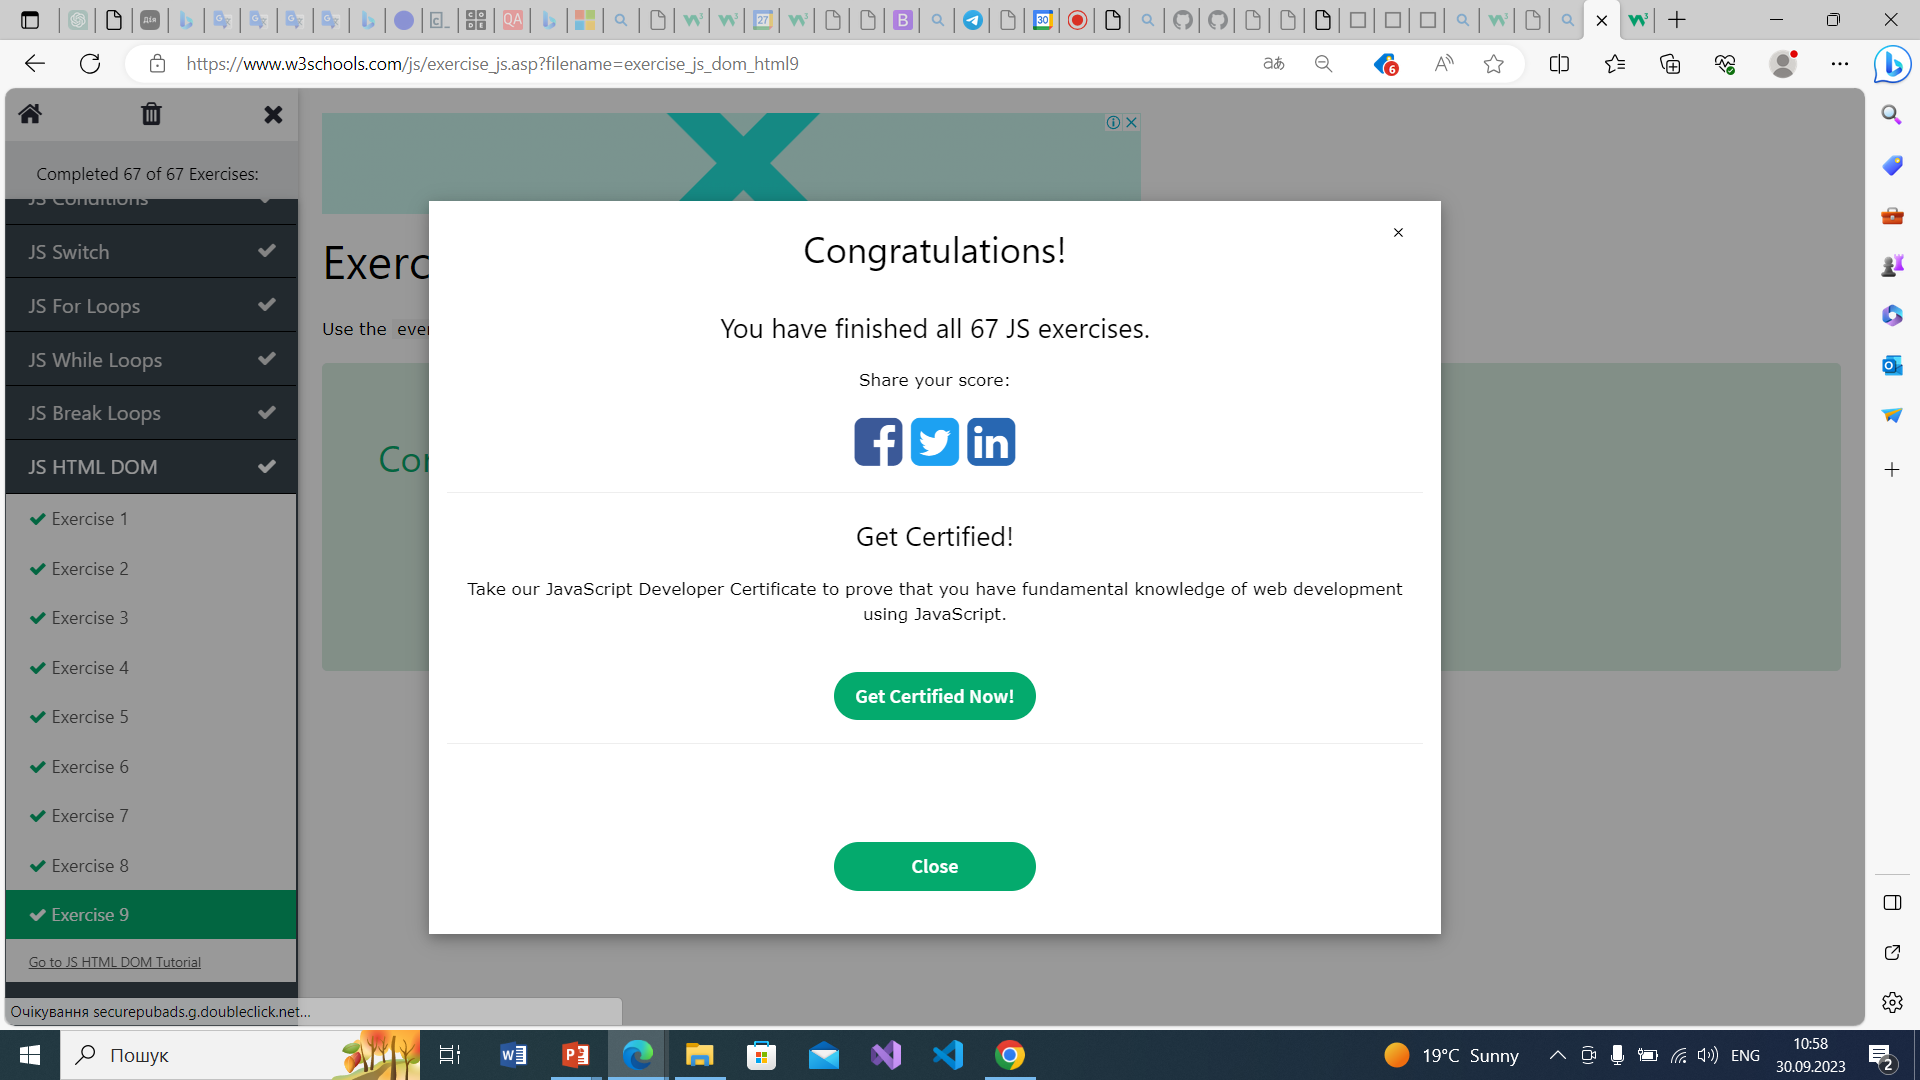 https://www.w3schools.com/js/exercise_js.asp?filename=exercise_js_dom_html9
Completed 67 of 67 Exercises:
JS Conditions
JS Switch
JS For Loops
JS While Loops
JS Break Loops
JS HTML DOM
Exercise 1
Exercise 2
Exercise 3
Exercise 4
Exercise 5
Exercise 6
Exercise 7
Exercise 8
Exercise 9
Go to JS HTML DOM Tutorial
Очікування securepubads.g.doubleclick.net...
Exerc
Use the
Cor
Congratulations!
You have finished all 67 JS exercises.
Share your score:
Get Certified!
Take our JavaScript Developer Certificate to prove that you have fundamental knowledge of web development
using JavaScript.
Get Certified Now!
Close
Пошук
19°C Sunny
ENG
10:58
30.09.2023
2